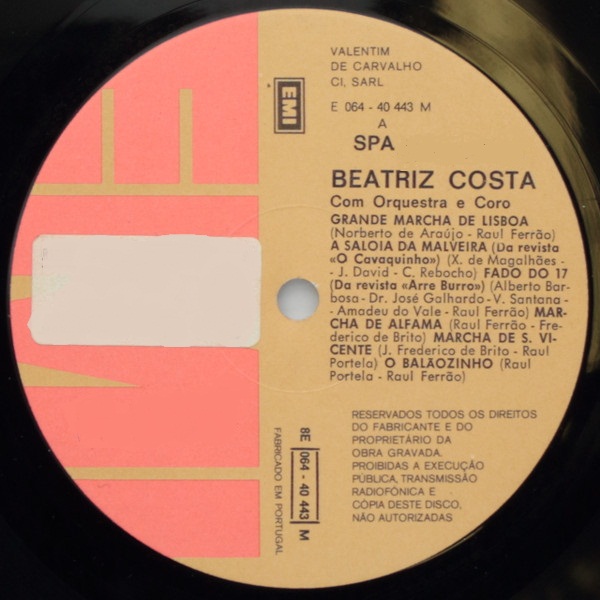 VALENTIM
DE CARVALHO
CI, SARL
EMI
E 064 - 40 443 M
A
SPA
BEATRIZ COSTA
Com Orquestra e Coro
GRANDE MARCHA DE LISBOA
(Norberto de Araújo - Raul Ferrão)
A SALOIA DA MALVEIRA (Da revista
«O Cavaquinho») (X. de Magalhães -
- J. David - C. Rebocho) FADO DO 17
(Da revista «Arre Burro») (Alberto Bar-
bosa - Dr. José Galhardo - V. Santana -
- Amadeu do Vale - Raul Ferrão) MAR-
CHA DE ALFAMA (Raul Ferrão - Fre-
derico de Brito) MARCHA DE S. VI-
CENTE (J. Frederico de Brito - Raul
Portela) O BALÃOZINHO (Raul
Portela - Raul Ferrão)
RESERVADOS TODOS OS DIREITOS
DO FABRICANTE E DO
PROPRIETÁRIO DA
OBRA GRAVADA.
PROIBIDAS A EXECUÇÃO
PÚBLICA, TRANSMISSÃO
RADIOFÓNICA E
CÓPIA DESTE DISCO,
NÃO AUTORIZADAS
8E 064 - 40 443 M
FABRICADO EM PORTUGAL